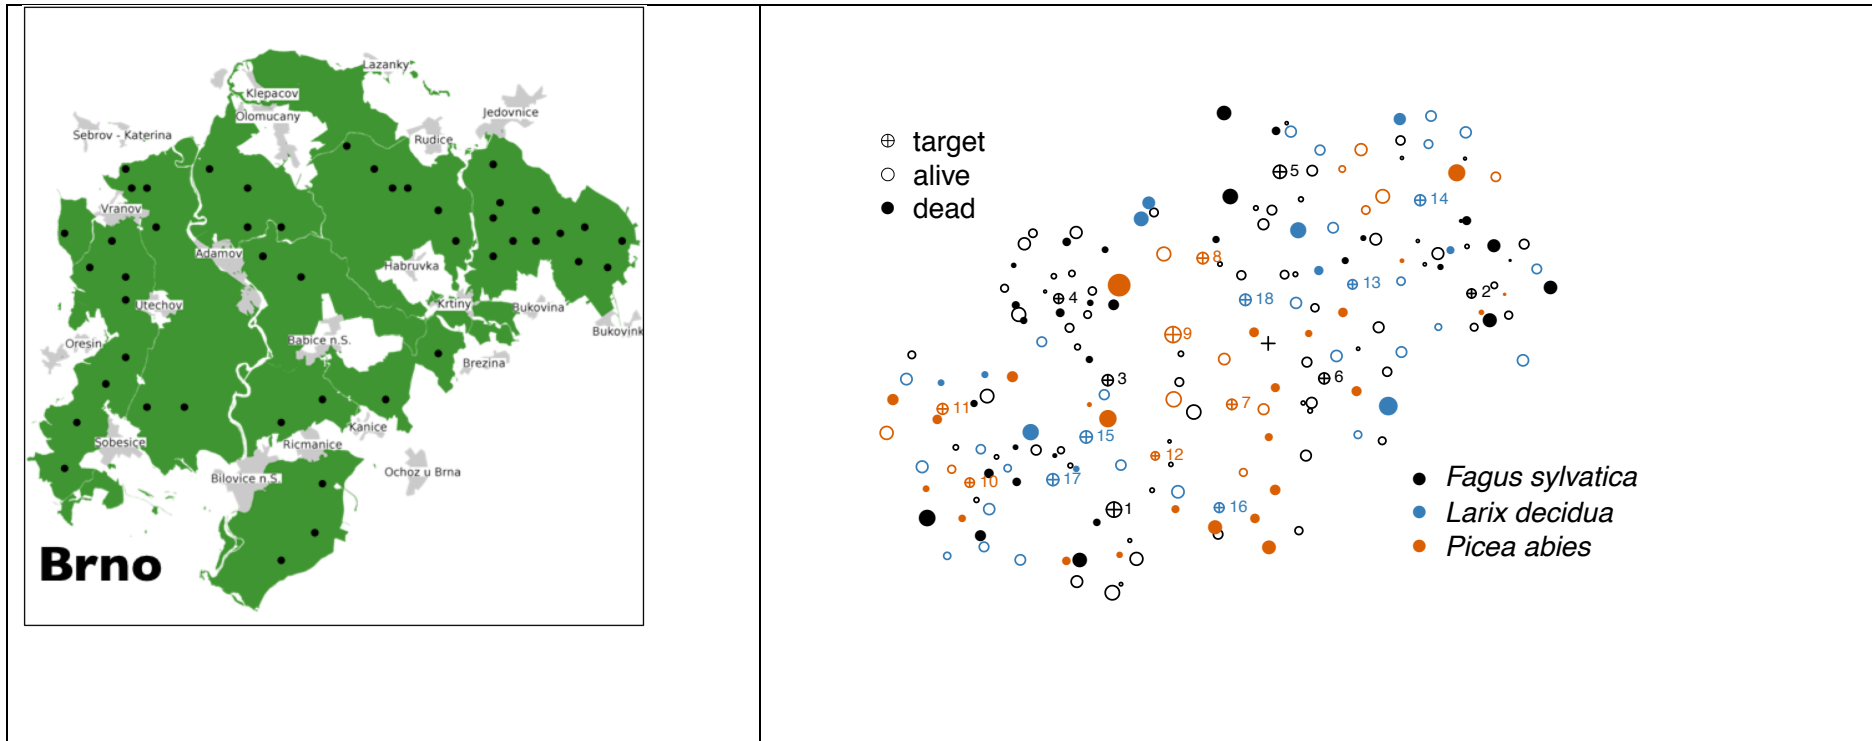 Lazanky
Klepacov
Olomucany
Jedovnice
Sebrov - Katerina
Rudice
Vranov
Adamov
Habruvka
Utechov
Krtiny
Bukovina
Bukovink
Oresin
Babice n.S.
Brezina
Kanice
Sobesice
Ricmanice
Ochoz u Brna
Bilovice n.S.
Brno
target
alive
dead
5
14
8
13
4
18
2
9
3
6
11
7
15
12
10
17
1
16
Fagus sylvatica
Larix decidua
Picea abies